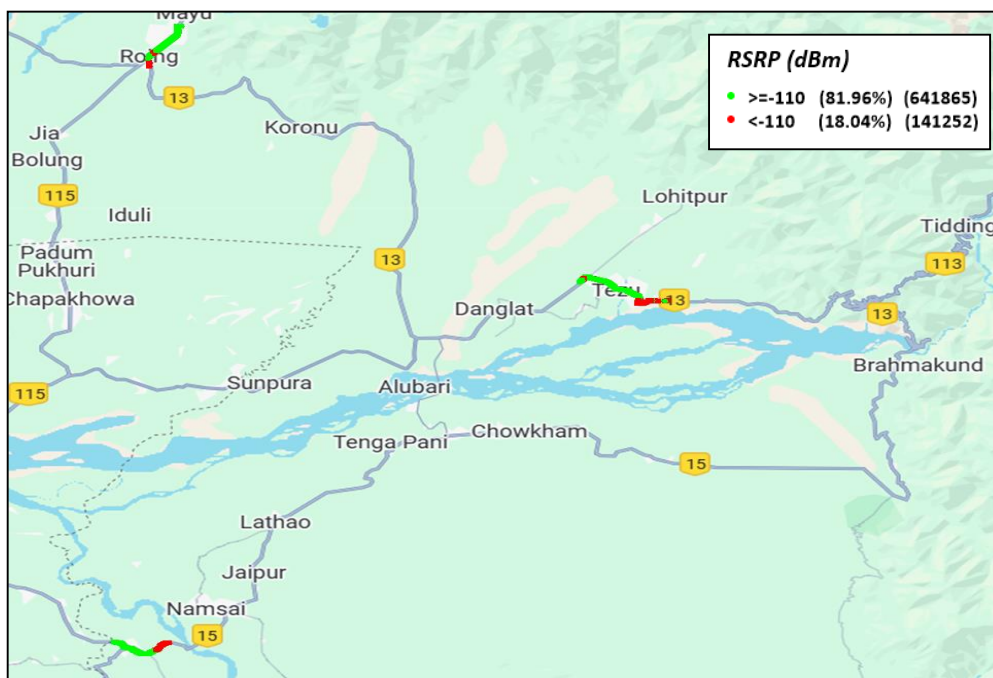 Mayu
Roing
RSRP (dBm)
>=-110 (81.96%) (641865)
<-110 (18.04%) (141252)
13
Koronu
Jia
Bolung
115
Iduli
Lohitpur
Tidding
Padum
Pukhuri
13
113
Chapakhowa
Tezu
13
Danglat
13
Brahmakund
Sunpura
Alubari
115
Tenga Pani
Chowkham
15
Lathao
Jaipur
Namsai
15